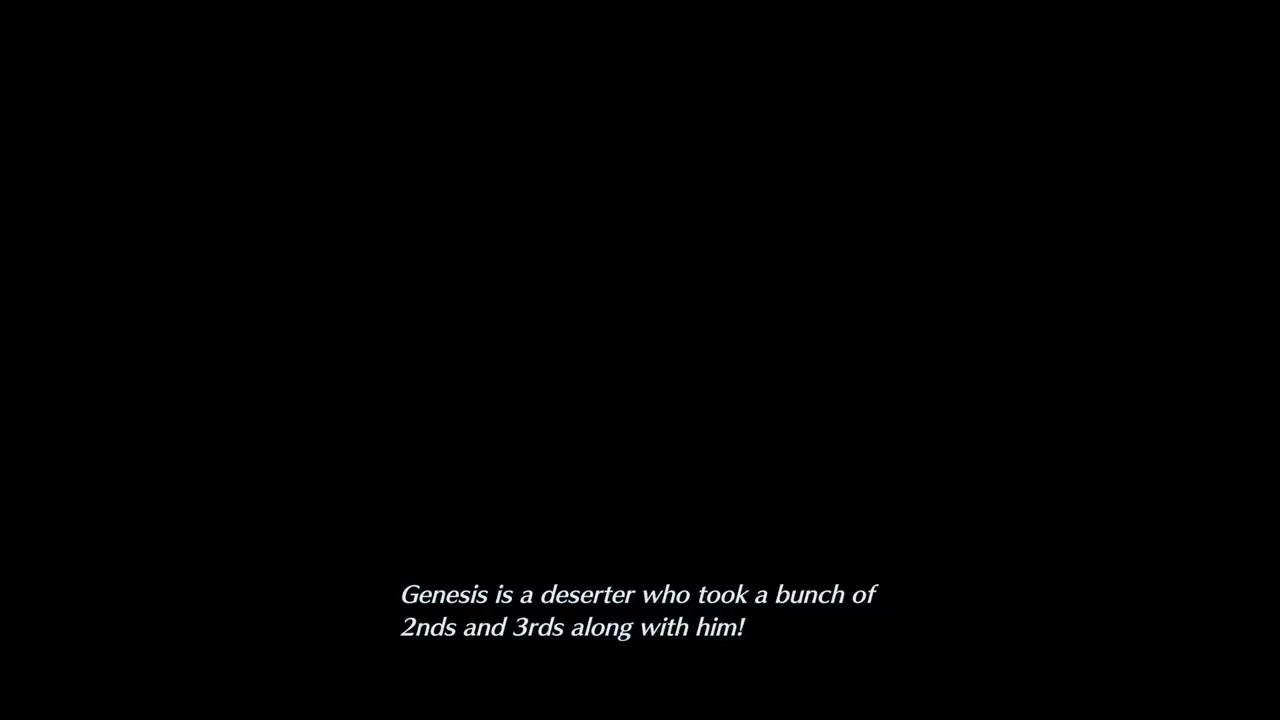 Genesis is a deserter who took a bunch of
2nds and 3rds along with him!